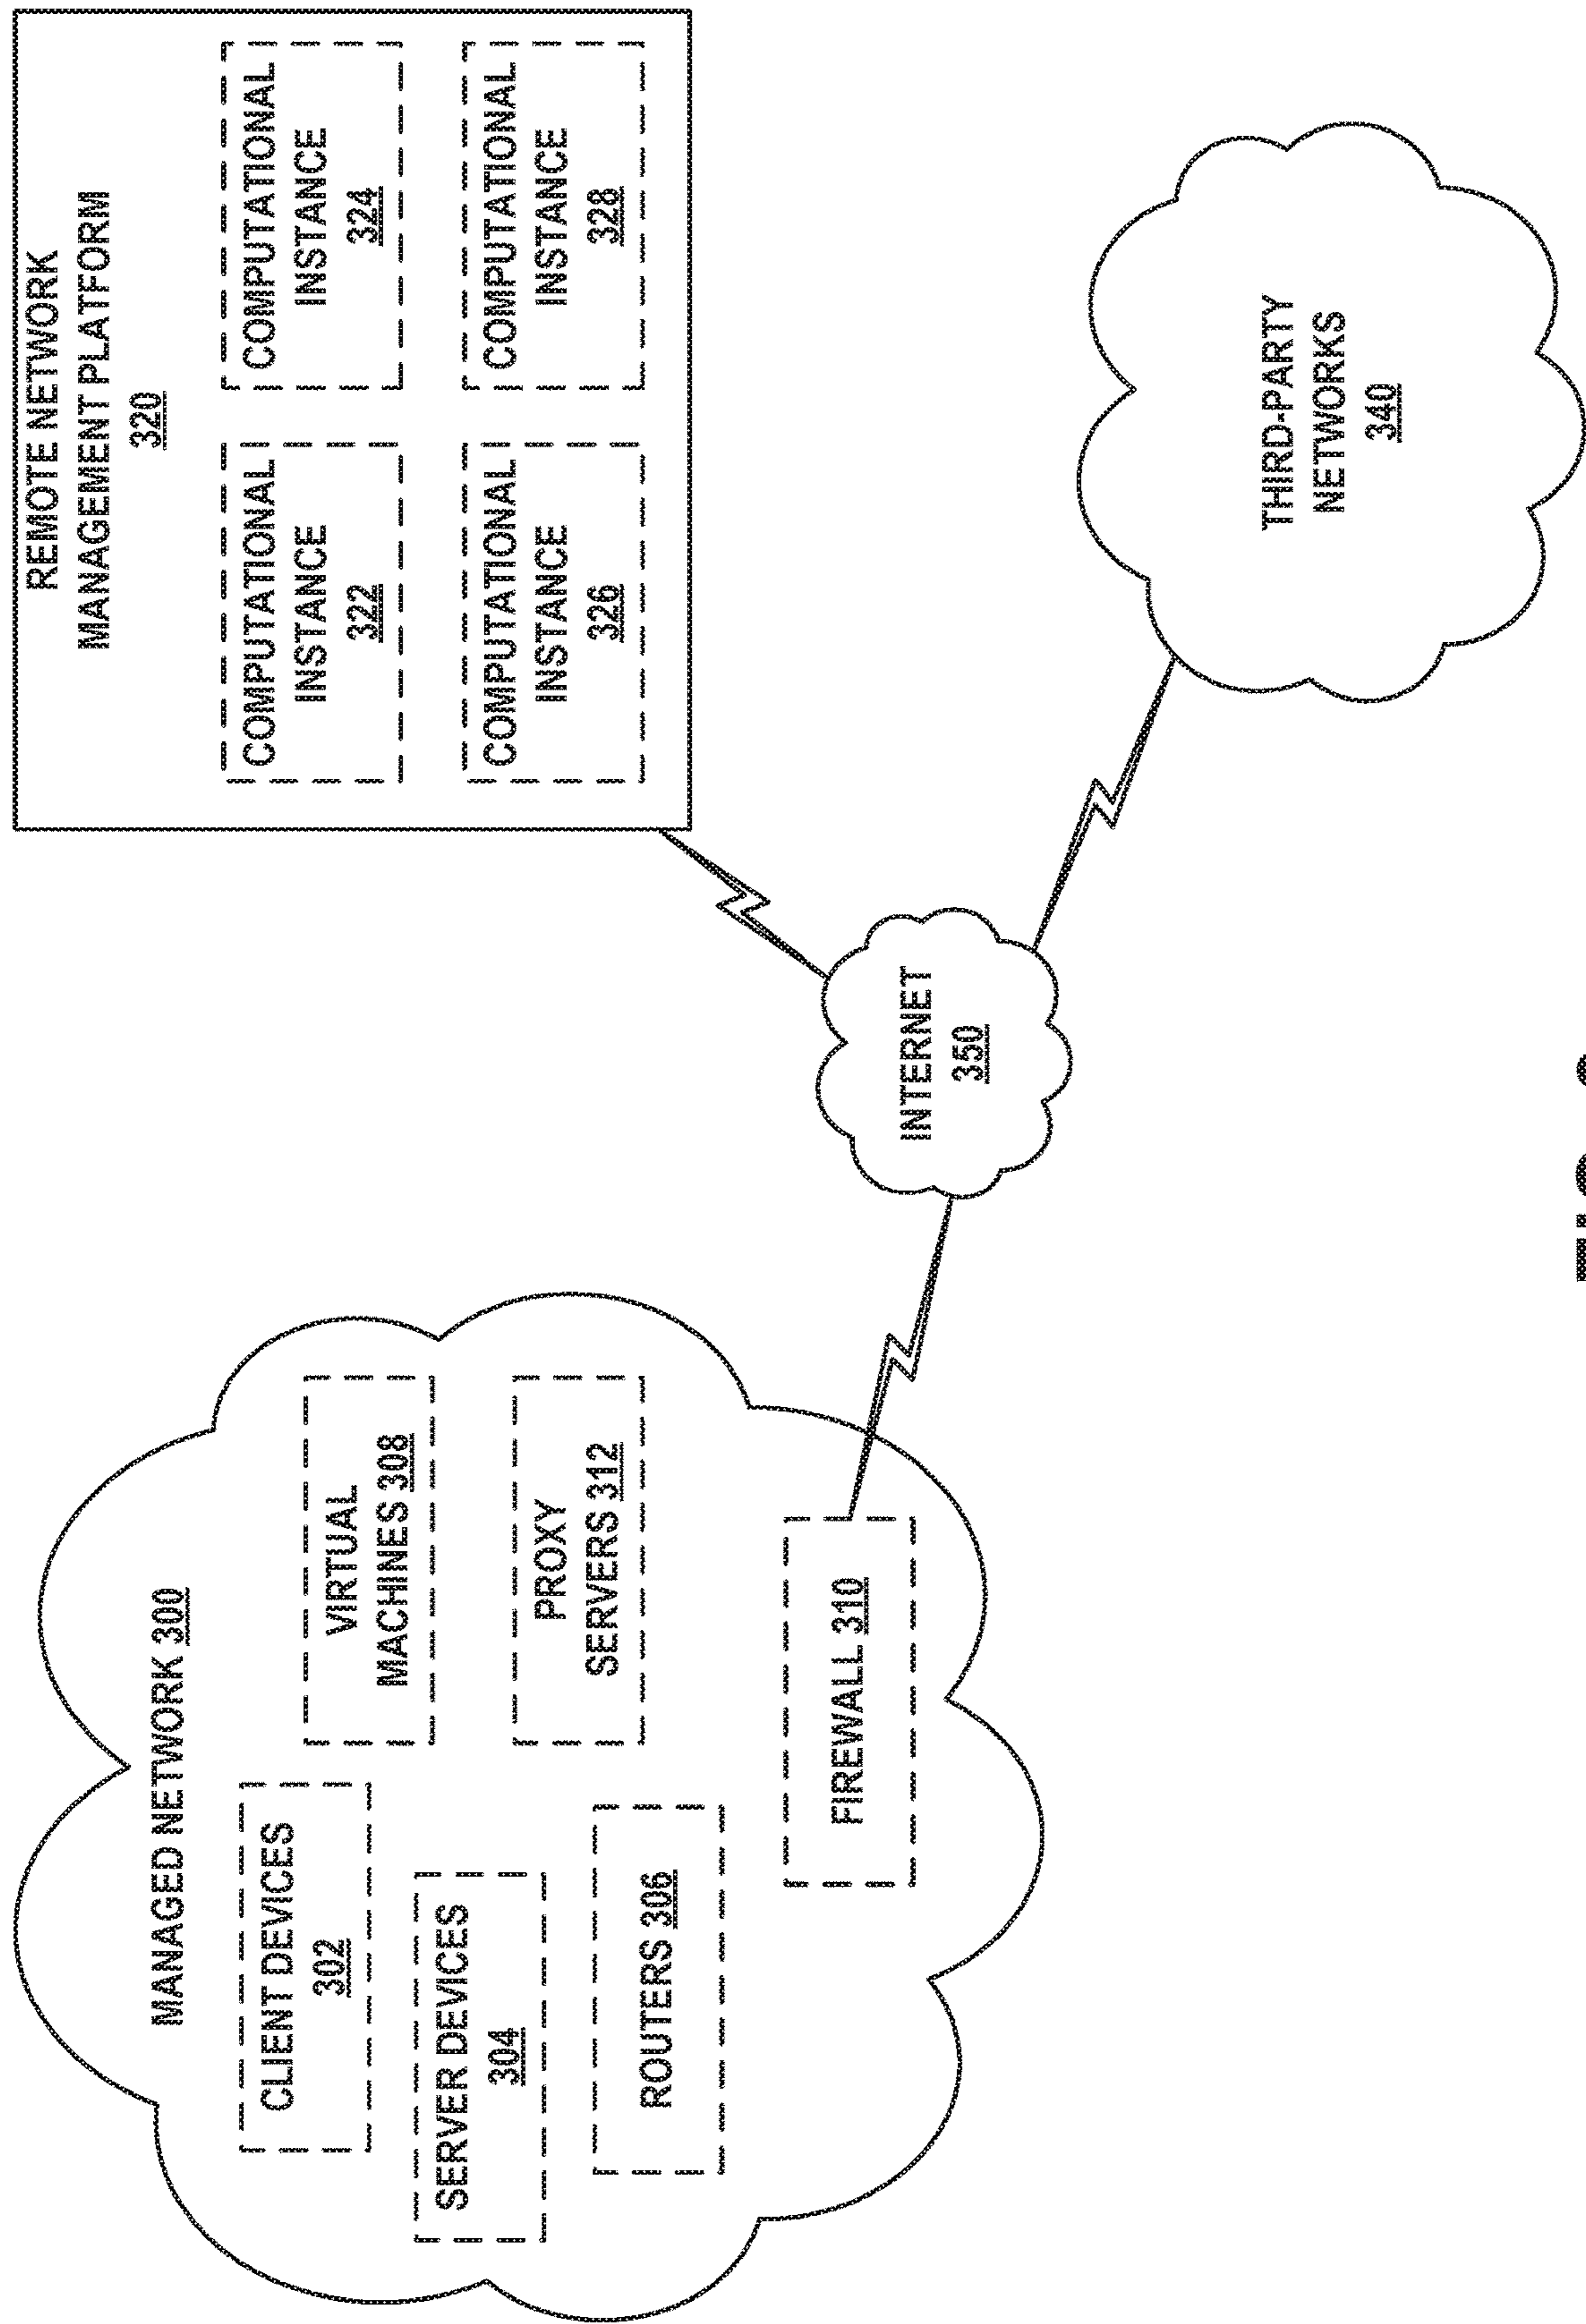 MANAGED NETWORK 300
CLIENT DEVICES
302
VIRTUAL
MACHINES 308
SERVER DEVICES
304
PROXY
SERVERS 312
ROUTERS 306
FIREWALL 310
INTERNET
350
REMOTE NETWORK
MANAGEMENT PLATFORM
320
COMPUTATIONAL
INSTANCE
322
COMPUTATIONAL
INSTANCE
324
COMPUTATIONAL
INSTANCE
326
COMPUTATIONAL
INSTANCE
328
THIRD-PARTY
NETWORKS
340